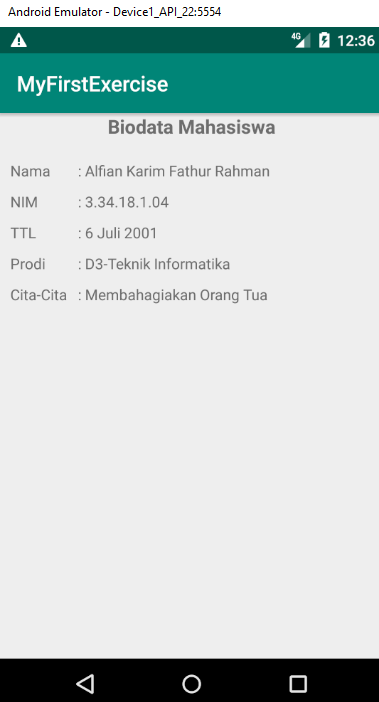 Android Emulator - Device1_API_22:5554
4G 12:36
MyFirstExercise
Biodata Mahasiswa
Nama : Alfian Karim Fathur Rahman
NIM : 3.34.18.1.04
TTL : 6 Juli 2001
Prodi : D3-Teknik Informatika
Cita-Cita : Membahagiakan Orang Tua